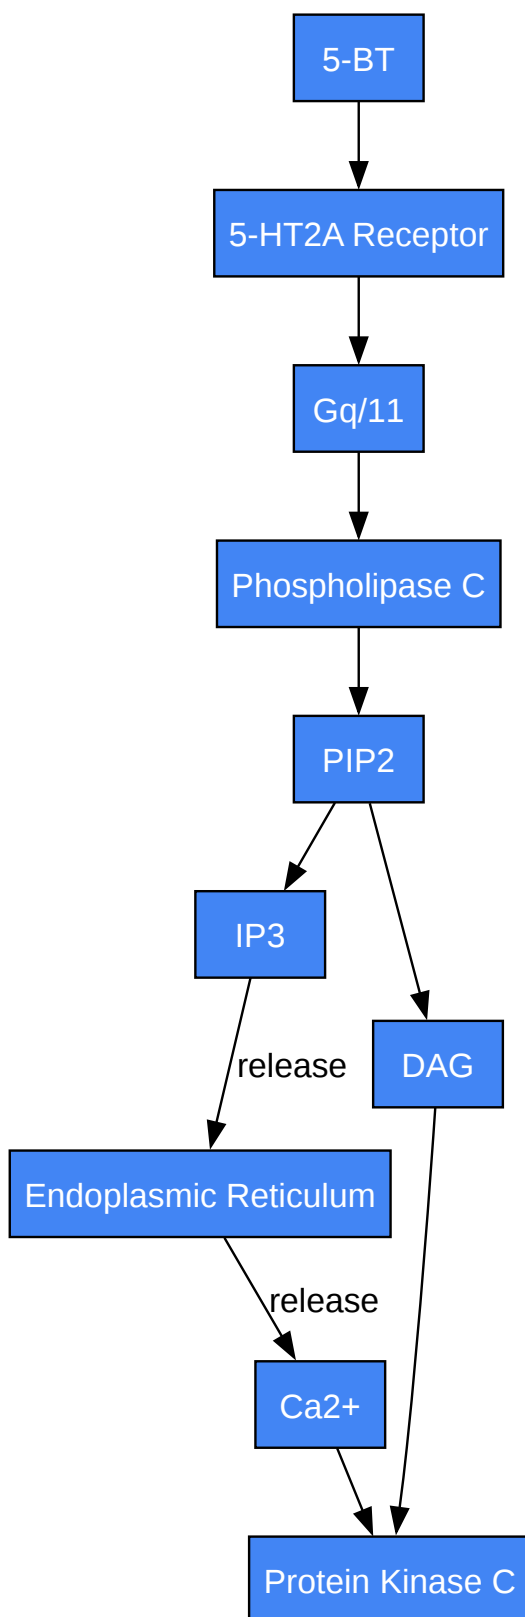 5-BT
5-HT2A Receptor
Gq/11
Phospholipase C
PIP2
IP3
DAG
release
Endoplasmic Reticulum
release
Ca2+
Protein Kinase C